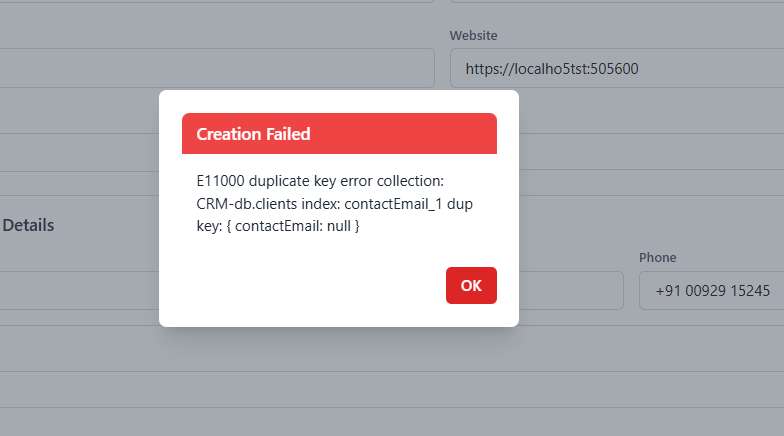 Website
https://localho5tst:505600
Creation Failed
E11000 duplicate key error collection:
CRM-db.clients index: contactEmail_1 dup
key: { contactEmail: null }
OK
Details
Phone
+91 00929 15245